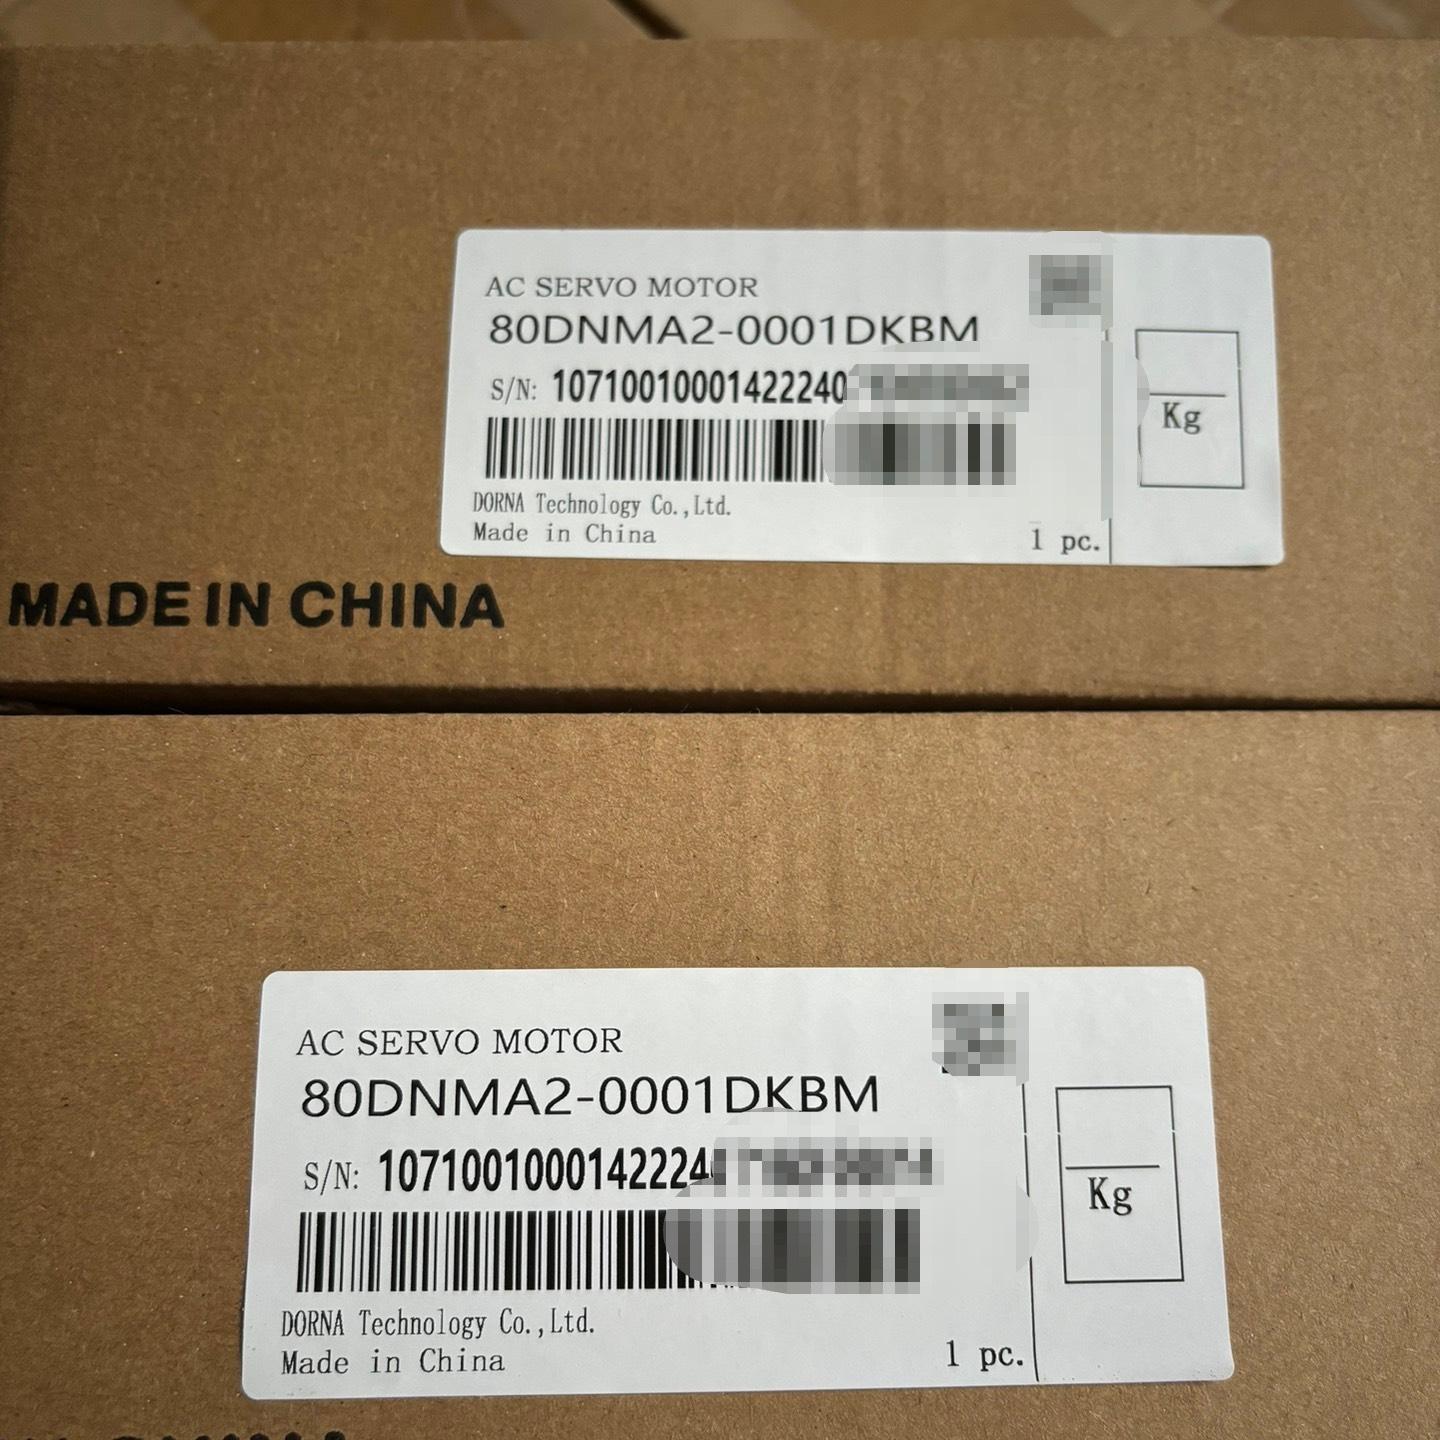 AC SERVO MOTOR
80DNMA2-0001DKBM
S/N: 10710010001422240
Kg
DORNA Technology Co.,Ltd.
Made in China
1 pc.
MADE IN CHINA
AC SERVO MOTOR
80DNMA2-0001DKBM
S/N: 1071001000142224
Kg
DORNA Technology Co.,Ltd.
Made in China
1 pc.